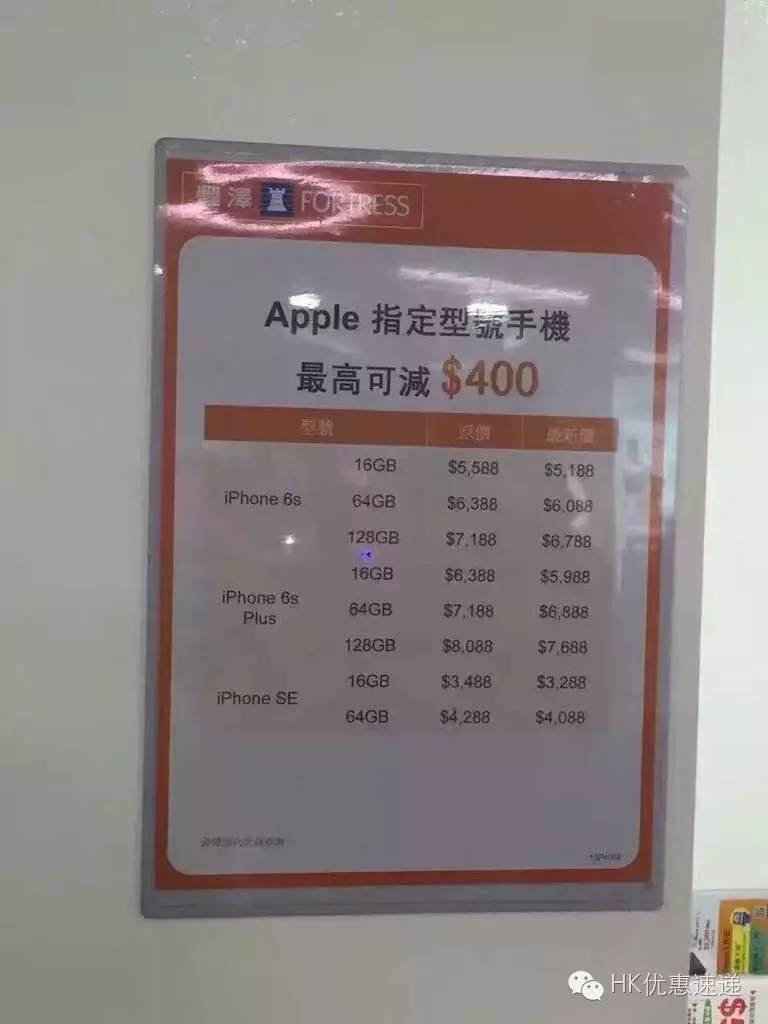 豐澤 FORTRESS
Apple 指定型號手機
最高可減 $400
型號 原價 最新價
iPhone 6s
16GB $5,588 $5,188
64GB $6,388 $6,088
128GB $7,188 $6,788
iPhone 6s Plus
16GB $6,388 $5,988
64GB $7,188 $6,888
128GB $8,088 $7,688
iPhone SE
16GB $3,488 $3,288
64GB $4,288 $4,088
HK优惠速递